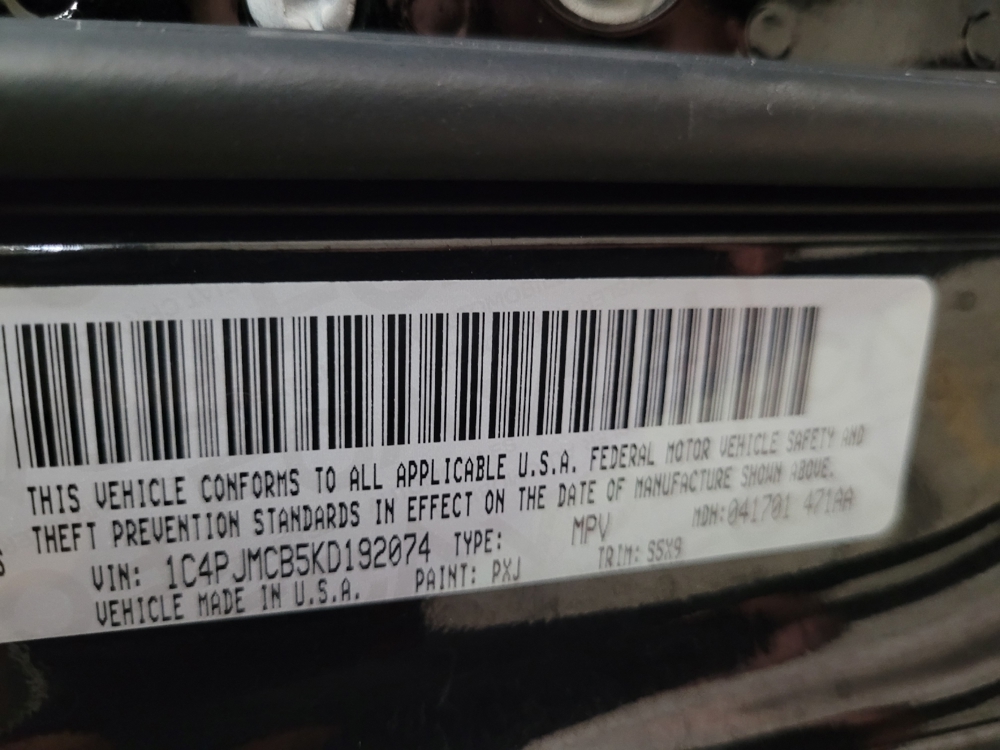 THIS VEHICLE CONFORMS TO ALL APPLICABLE U.S.A. FEDERAL MOTOR VEHICLE SAFETY AND
THEFT PREVENTION STANDARDS IN EFFECT ON THE DATE OF MANUFACTURE SHOWN ABOVE.
VIN: 1C4PJMCB5KD192074 TYPE: MPV MDH:041701 471AA
VEHICLE MADE IN U.S.A. PAINT: PXJ TRIM: S5X9